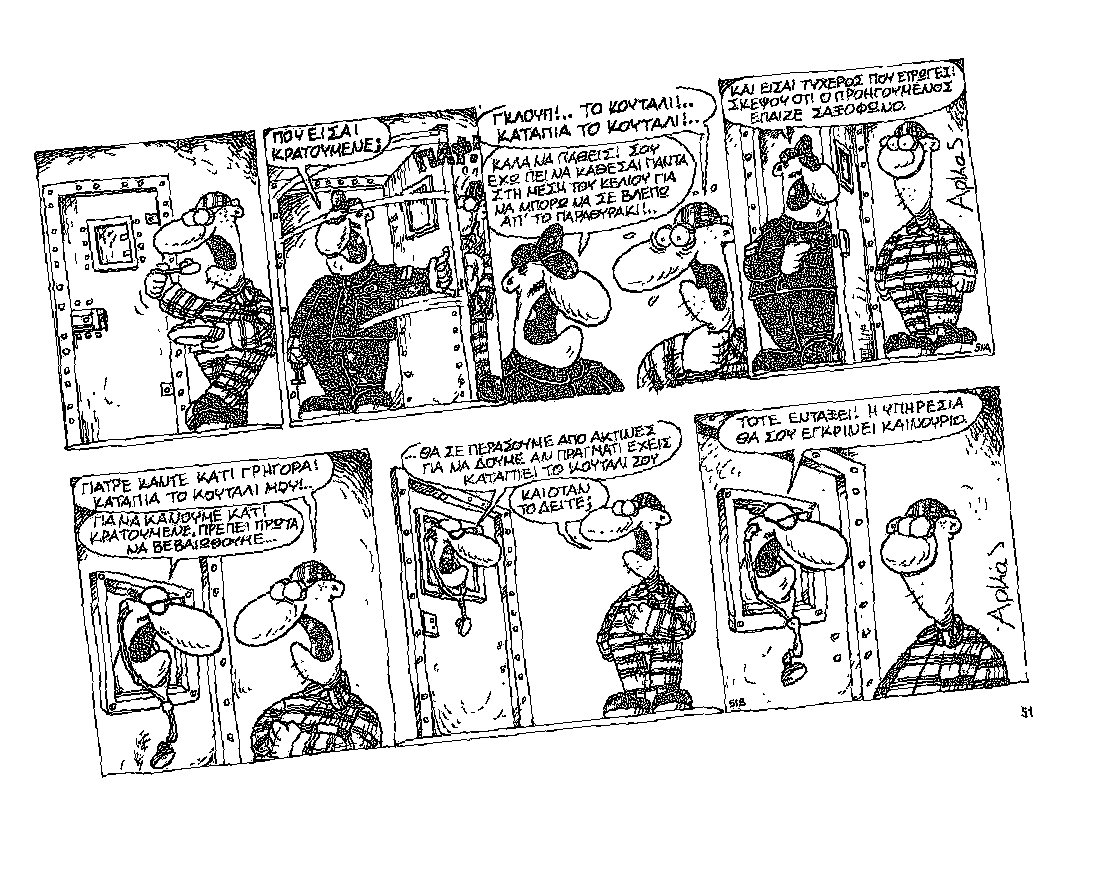 ΠΟΥ ΕΙΣΑΙ
ΚΡΑΤΟΥΜΕΝΕ;
ΓΚΛΟΥΠ!.. ΤΟ ΚΟΥΤΑΛΙ!..
ΚΑΤΑΠΙΑ ΤΟ ΚΟΥΤΑΛΙ!..
ΚΑΛΑ ΝΑ ΠΑΘΕΙΣ! ΣΟΥ
ΕΧΩ ΠΕΙ ΝΑ ΚΑΘΕΣΑΙ ΠΑΝΤΑ
ΣΤΗ ΜΕΣΗ ΤΟΥ ΚΕΛΙΟΥ ΓΙΑ
ΝΑ ΜΠΟΡΩ ΝΑ ΣΕ ΒΛΕΠΩ
ΑΠ' ΤΟ ΠΑΡΑΘΥΡΑΚΙ!..
ΚΑΙ ΕΙΣΑΙ ΤΥΧΕΡΟΣ ΠΟΥ ΕΤΡΩΓΕΣ!
ΣΚΕΨΟΥ ΟΤΙ Ο ΠΡΟΗΓΟΥΜΕΝΟΣ
ΕΠΑΙΖΕ ΣΑΞΟΦΩΝΟ.
Αρκάς
51A
ΓΙΑΤΡΕ ΚΑΝΤΕ ΚΑΤΙ ΓΡΗΓΟΡΑ!
ΚΑΤΑΠΙΑ ΤΟ ΚΟΥΤΑΛΙ ΜΟΥ!..
ΓΙΑ ΝΑ ΚΑΝΟΥΜΕ ΚΑΤΙ
ΚΡΑΤΟΥΜΕΝΕ, ΠΡΕΠΕΙ ΠΡΩΤΑ
ΝΑ ΒΕΒΑΙΩΘΟΥΜΕ...
...ΘΑ ΣΕ ΠΕΡΑΣΟΥΜΕ ΑΠΟ ΑΚΤΙΝΕΣ
ΓΙΑ ΝΑ ΔΟΥΜΕ ΑΝ ΠΡΑΓΜΑΤΙ ΕΧΕΙΣ
ΚΑΤΑΠΙΕΙ ΤΟ ΚΟΥΤΑΛΙ ΣΟΥ
ΚΑΙ ΟΤΑΝ
ΤΟ ΔΕΙΤΕ;
ΤΟΤΕ ΕΝΤΑΞΕΙ! Η ΥΠΗΡΕΣΙΑ
ΘΑ ΣΟΥ ΕΓΚΡΙΝΕΙ ΚΑΙΝΟΥΡΙΟ.
Αρκάς
51B
51